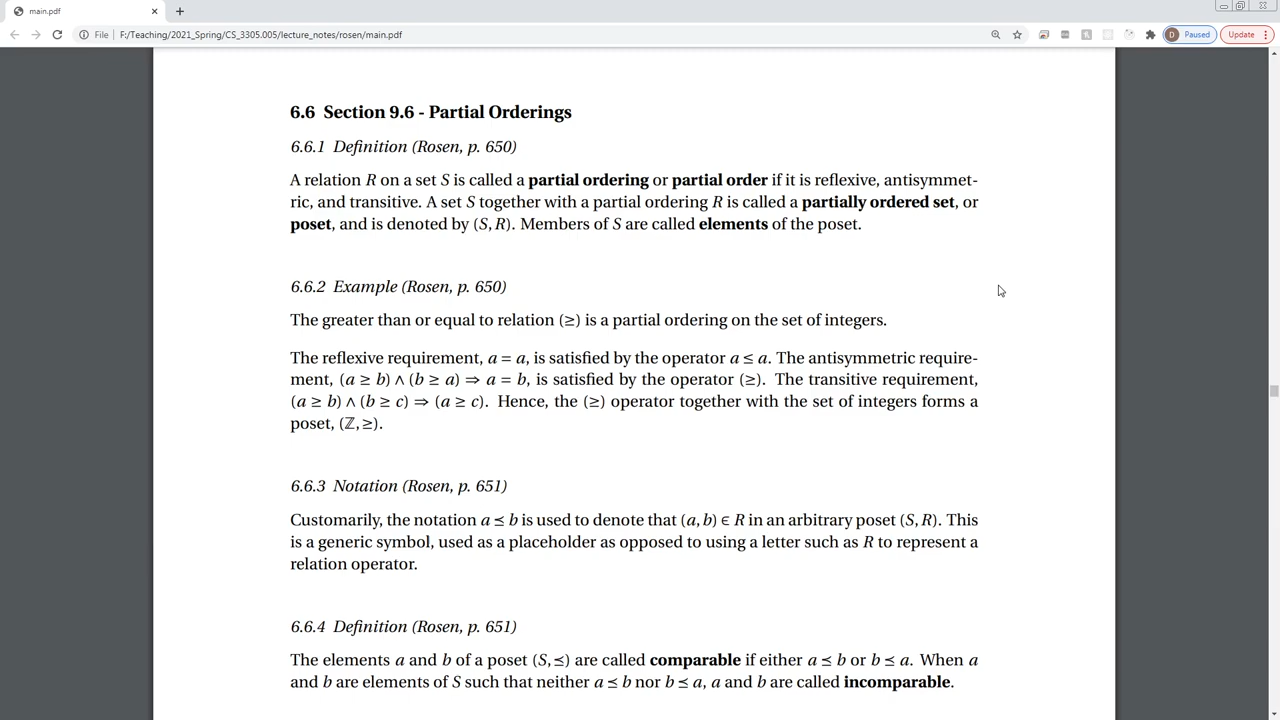 main.pdf
File | F:/Teaching/2021_Spring/CS_3305.005/lecture_notes/rosen/main.pdf
D Paused
Update
6.6 Section 9.6 - Partial Orderings
6.6.1 Definition (Rosen, p. 650)
A relation R on a set S is called a partial ordering or partial order if it is reflexive, antisymmet-
ric, and transitive. A set S together with a partial ordering R is called a partially ordered set, or
poset, and is denoted by (S, R). Members of S are called elements of the poset.
6.6.2 Example (Rosen, p. 650)
The greater than or equal to relation (≥) is a partial ordering on the set of integers.
The reflexive requirement, a = a, is satisfied by the operator a ≤ a. The antisymmetric require-
ment, (a ≥ b) ∧ (b ≥ a) ⇒ a = b, is satisfied by the operator (≥). The transitive requirement,
(a ≥ b) ∧ (b ≥ c) ⇒ (a ≥ c). Hence, the (≥) operator together with the set of integers forms a
poset, (ℤ, ≥).
6.6.3 Notation (Rosen, p. 651)
Customarily, the notation a ≼ b is used to denote that (a, b) ∈ R in an arbitrary poset (S, R). This
is a generic symbol, used as a placeholder as opposed to using a letter such as R to represent a
relation operator.
6.6.4 Definition (Rosen, p. 651)
The elements a and b of a poset (S, ≼) are called comparable if either a ≼ b or b ≼ a. When a
and b are elements of S such that neither a ≼ b nor b ≼ a, a and b are called incomparable.